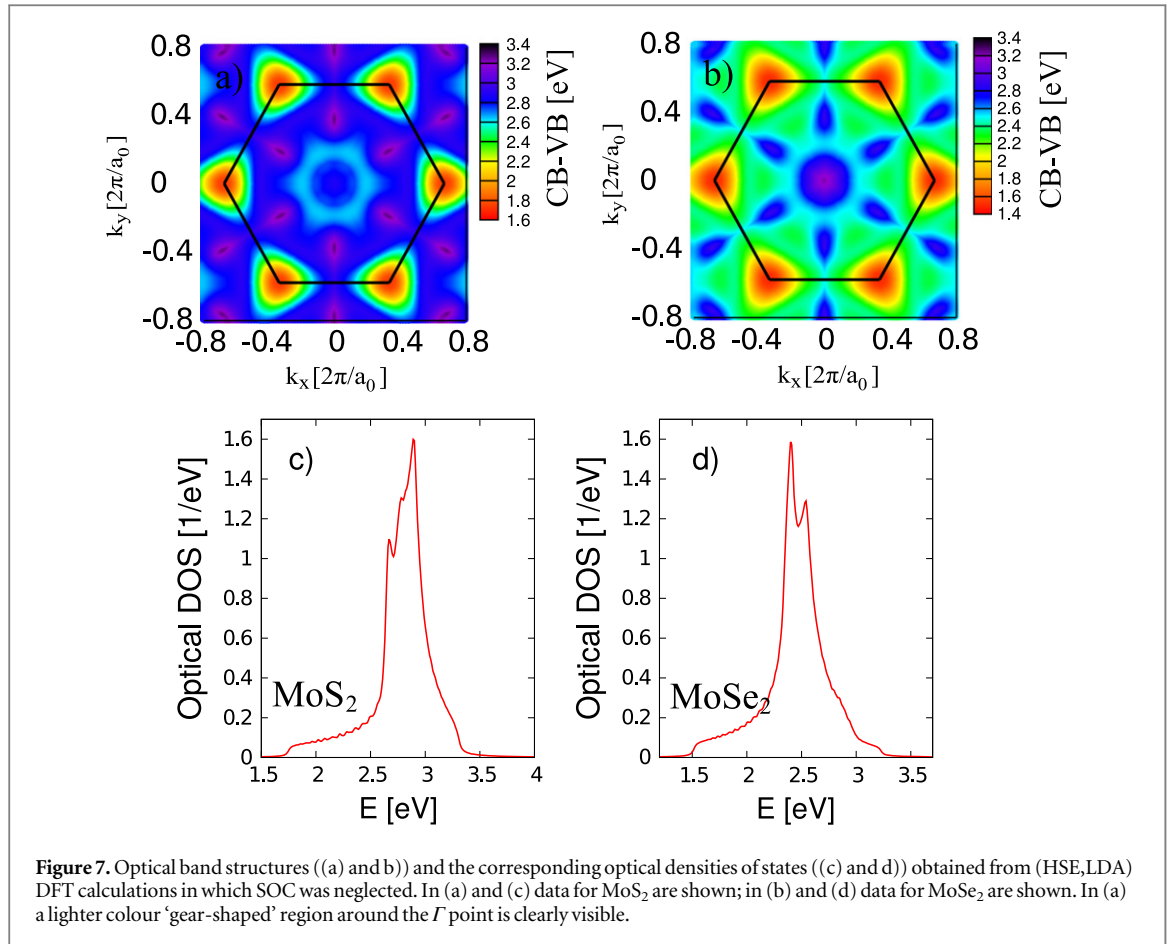 a)
0.8
0.4
0
-0.4
-0.8
k_y [2π/a_0]
-0.8 -0.4 0 0.4 0.8
k_x [2π/a_0]
3.4
3.2
3
2.8
2.6
2.4
2.2
2
1.8
1.6
CB-VB [eV]
b)
0.8
0.4
0
-0.4
-0.8
k_y [2π/a_0]
-0.8 -0.4 0 0.4 0.8
k_x [2π/a_0]
3.4
3.2
3
2.8
2.6
2.4
2.2
2
1.8
1.6
1.4
CB-VB [eV]
c)
1.6
1.4
1.2
1
0.8
0.6
0.4
0.2
0
Optical DOS [1/eV]
MoS₂
1.5 2 2.5 3 3.5 4
E [eV]
d)
1.6
1.4
1.2
1
0.8
0.6
0.4
0.2
0
Optical DOS [1/eV]
MoSe₂
1.5 2 2.5 3 3.5
E [eV]
Figure 7. Optical band structures ((a) and b)) and the corresponding optical densities of states ((c) and d)) obtained from (HSE,LDA)
DFT calculations in which SOC was neglected. In (a) and (c) data for MoS₂ are shown; in (b) and (d) data for MoSe₂ are shown. In (a)
a lighter colour ‘gear-shaped’ region around the Γ point is clearly visible.